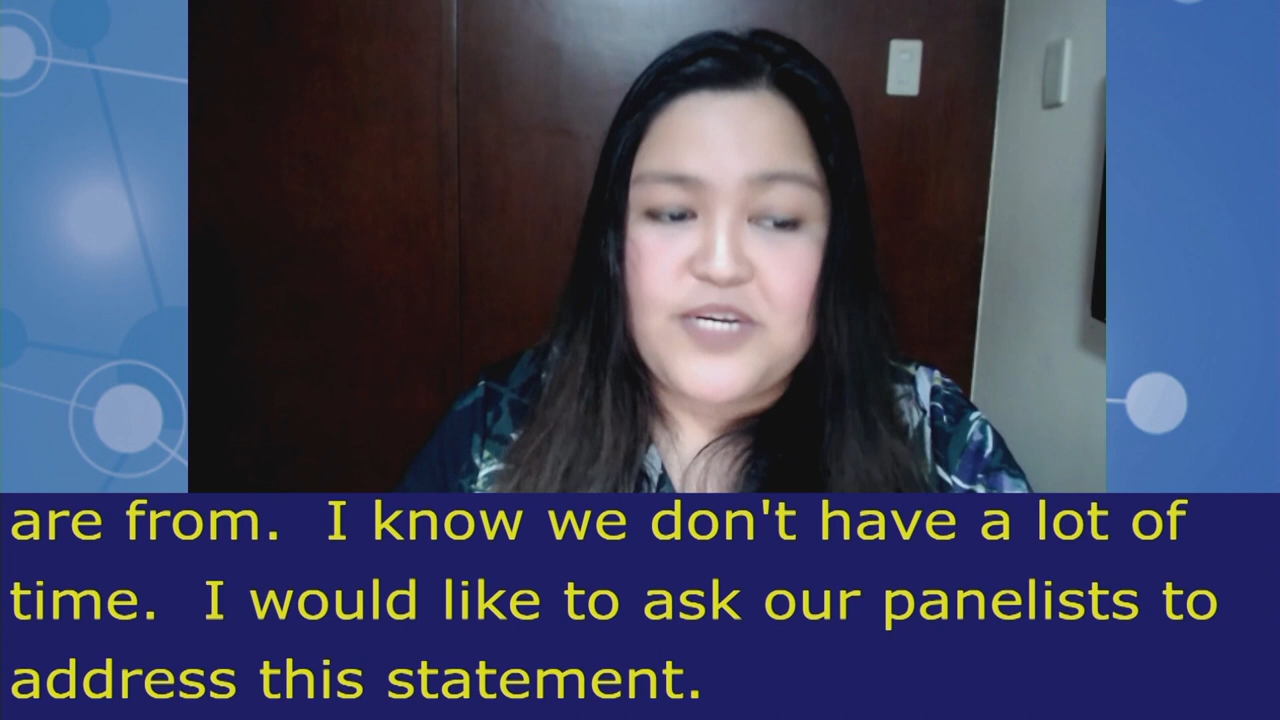 are from.  I know we don't have a lot of
time.  I would like to ask our panelists to
address this statement.